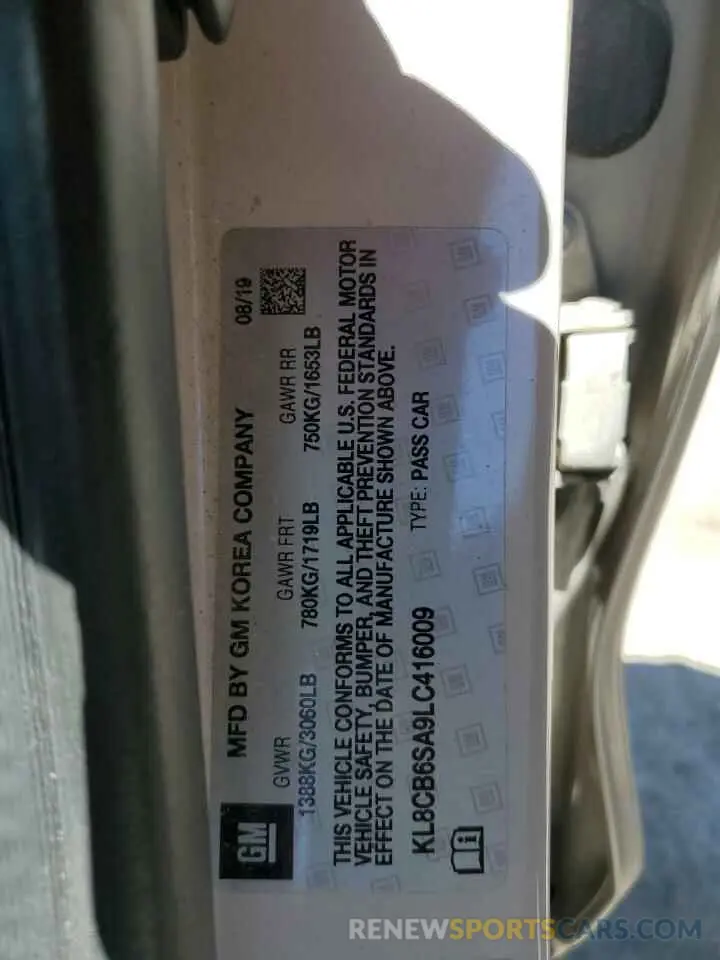 MFD BY GM KOREA COMPANY 08/19
GM
GVWR GAWR FRT GAWR RR
1388KG/3060LB 780KG/1719LB 750KG/1653LB
THIS VEHICLE CONFORMS TO ALL APPLICABLE U.S. FEDERAL MOTOR
VEHICLE SAFETY, BUMPER, AND THEFT PREVENTION STANDARDS IN
EFFECT ON THE DATE OF MANUFACTURE SHOWN ABOVE.
KL8CB6SA9LC416009 TYPE: PASS CAR
RENEWSPORTSCARS.COM